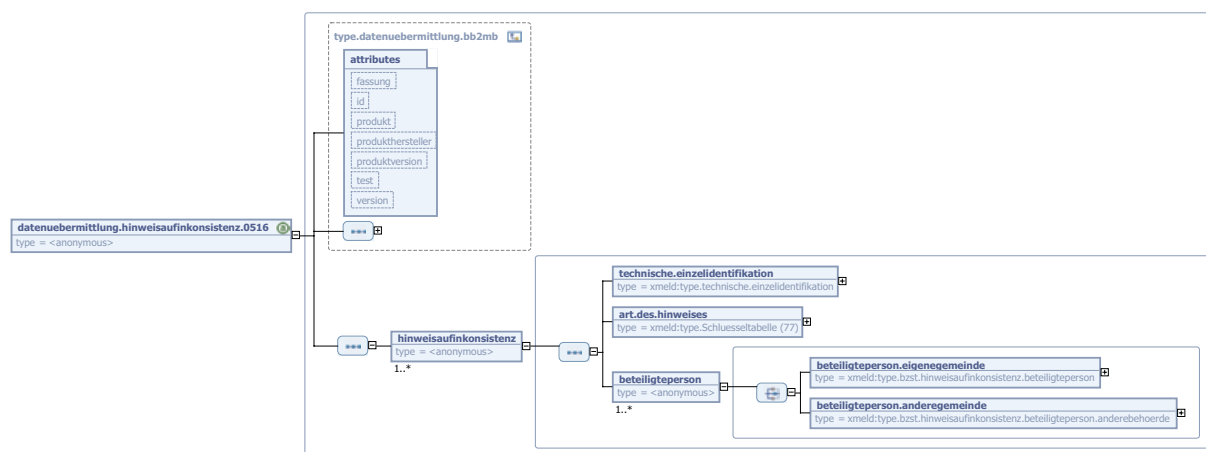 type.datenuebermittlung.bb2mb
attributes
fassung
id
produkt
produkthersteller
produktversion
test
version
datenuebermittlung.hinweisaufinkonsistenz.0516
type = <anonymous>
technische.einzelidentifikation
type = xmeld:type.technische.einzelidentifikation
art.des.hinweises
type = xmeld:type.Schluesseltabelle (77)
hinweisaufinkonsistenz
type = <anonymous>
1..*
beteiligteperson
type = <anonymous>
1..*
beteiligteperson.eigenegemeinde
type = xmeld:type.bzst.hinweisaufinkonsistenz.beteiligteperson
beteiligteperson.anderegemeinde
type = xmeld:type.bzst.hinweisaufinkonsistenz.beteiligteperson.anderebehoerde